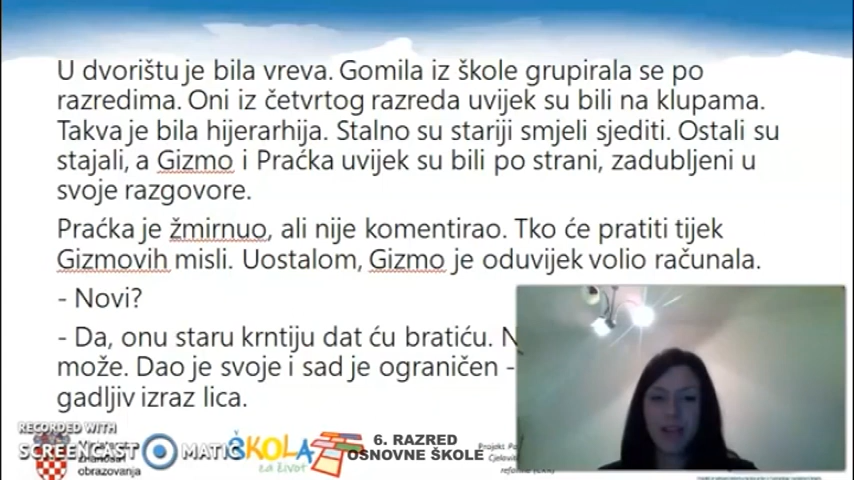 U dvorištu je bila vreva. Gomila iz škole grupirala se po
razredima. Oni iz četvrtog razreda uvijek su bili na klupama.
Takva je bila hijerarhija. Stalno su stariji smjeli sjediti. Ostali su
stajali, a Gizmo i Praćka uvijek su bili po strani, zadubljeni u
svoje razgovore.
Praćka je žmirnuo, ali nije komentirao. Tko će pratiti tijek
Gizmovih misli. Uostalom, Gizmo je oduvijek volio računala.
- Novi?
- Da, onu staru krntiju dat ću bratiću. N
može. Dao je svoje i sad je ograničen -
gadljiv izraz lica.
RECORDED WITH
SCREENCAST MATIC
Ministarstvo
znanosti i
obrazovanja
ŠKOLA
za život
6. RAZRED
OSNOVNE ŠKOLE
Projekt
Cjelovite